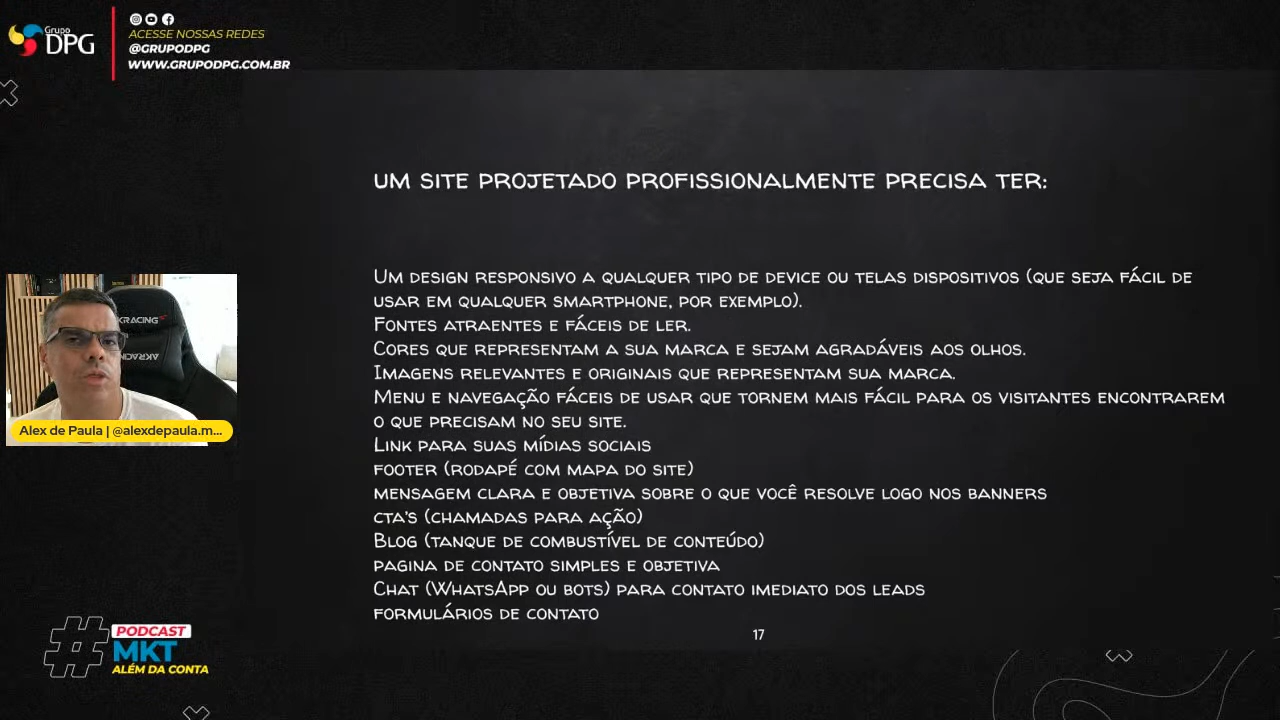 Grupo
DPG
ACESSE NOSSAS REDES
@GRUPODPG
WWW.GRUPODPG.COM.BR
UM SITE PROJETADO PROFISSIONALMENTE PRECISA TER:
UM DESIGN RESPONSIVO A QUALQUER TIPO DE DEVICE OU TELAS DISPOSITIVOS (QUE SEJA FÁCIL DE
USAR EM QUALQUER SMARTPHONE, POR EXEMPLO).
FONTES ATRAENTES E FÁCEIS DE LER.
CORES QUE REPRESENTAM A SUA MARCA E SEJAM AGRADÁVEIS AOS OLHOS.
IMAGENS RELEVANTES E ORIGINAIS QUE REPRESENTAM SUA MARCA.
MENU E NAVEGAÇÃO FÁCEIS DE USAR QUE TORNEM MAIS FÁCIL PARA OS VISITANTES ENCONTRAREM
O QUE PRECISAM NO SEU SITE.
LINK PARA SUAS MÍDIAS SOCIAIS
FOOTER (RODAPÉ COM MAPA DO SITE)
MENSAGEM CLARA E OBJETIVA SOBRE O QUE VOCÊ RESOLVE LOGO NOS BANNERS
CTA'S (CHAMADAS PARA AÇÃO)
BLOG (TANQUE DE COMBUSTÍVEL DE CONTEÚDO)
PAGINA DE CONTATO SIMPLES E OBJETIVA
CHAT (WHATSAPP OU BOTS) PARA CONTATO IMEDIATO DOS LEADS
FORMULÁRIOS DE CONTATO
17
KRACING
AKRACING
Alex de Paula | @alexdepaula.m...
#
PODCAST
MKT
ALÉM DA CONTA